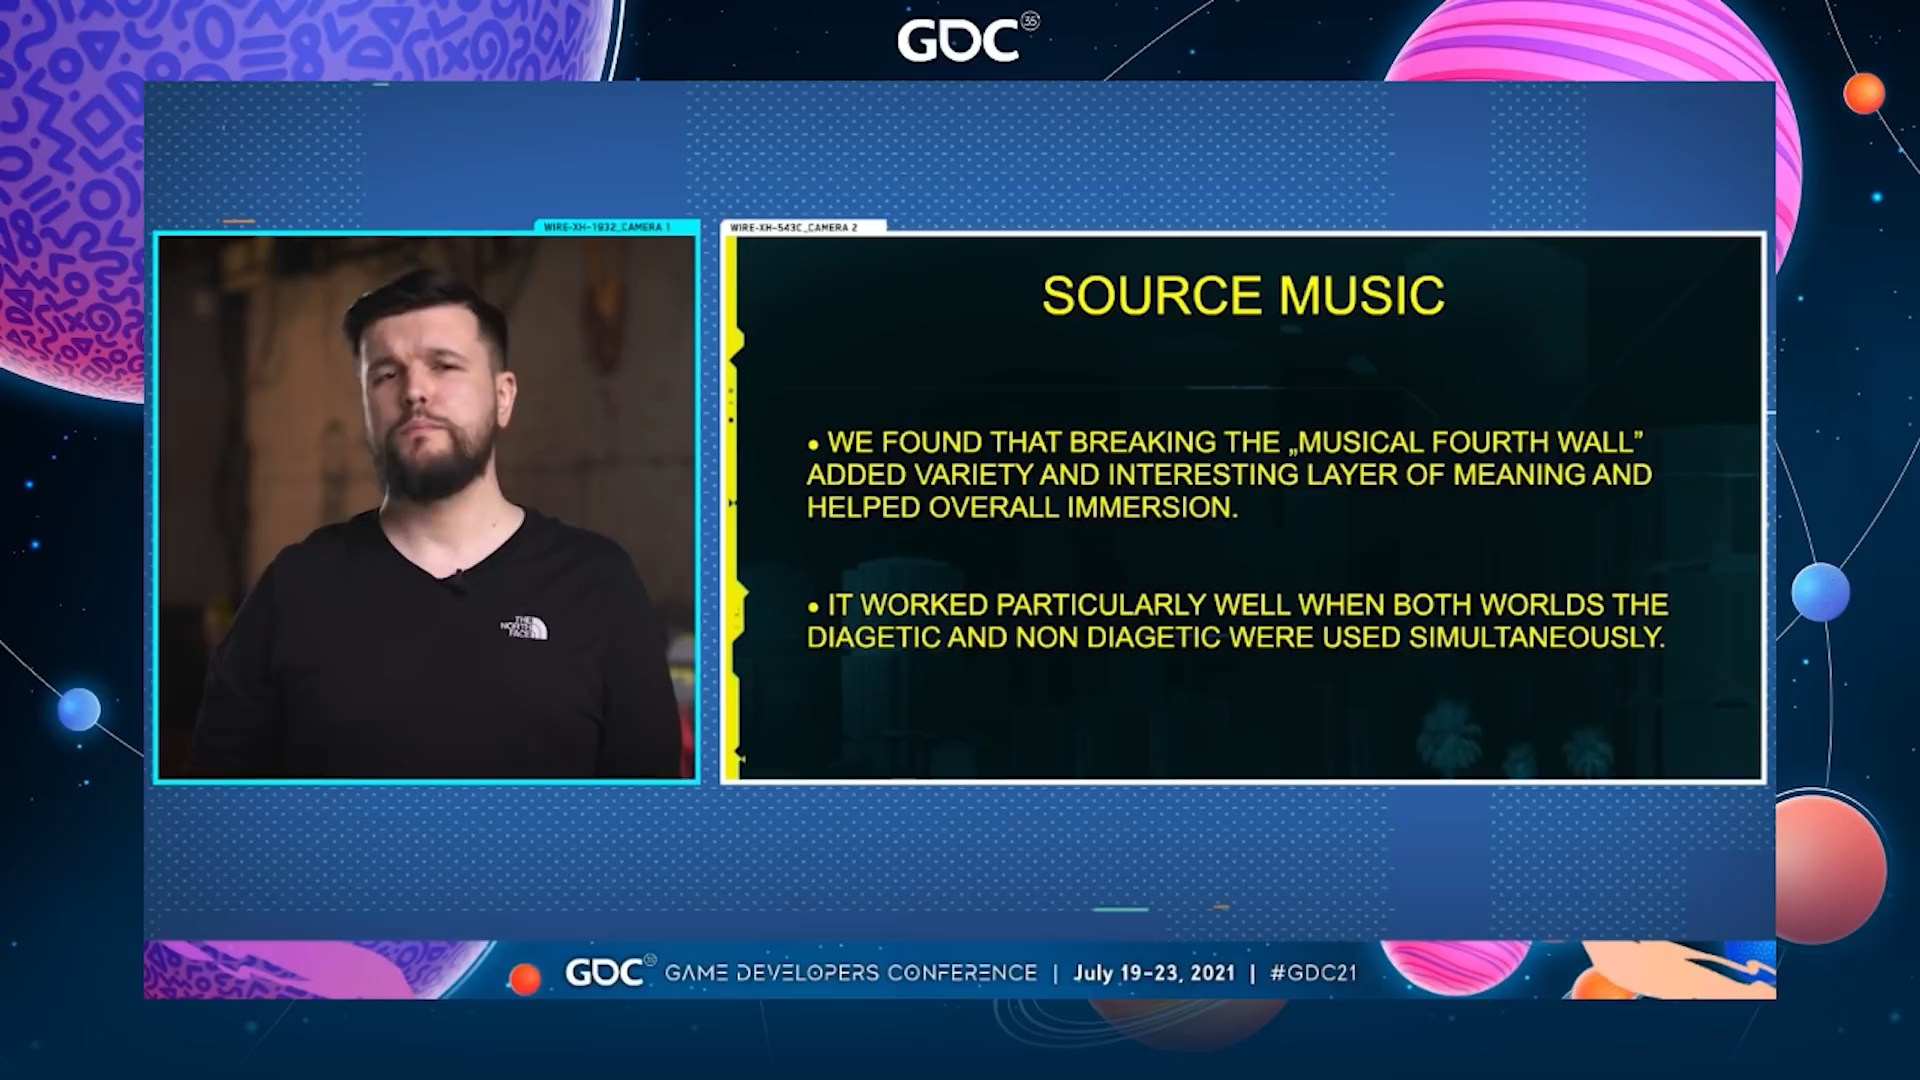 GDC 35
WIRE-XH-1932_CAMERA 1
WIRE-XH-543C_CAMERA 2
SOURCE MUSIC
• WE FOUND THAT BREAKING THE „MUSICAL FOURTH WALL”
ADDED VARIETY AND INTERESTING LAYER OF MEANING AND
HELPED OVERALL IMMERSION.
• IT WORKED PARTICULARLY WELL WHEN BOTH WORLDS THE
DIAGETIC AND NON DIAGETIC WERE USED SIMULTANEOUSLY.
THE
NORTH
FACE
GDC 35 GAME DEVELOPERS CONFERENCE | July 19-23, 2021 | #GDC21